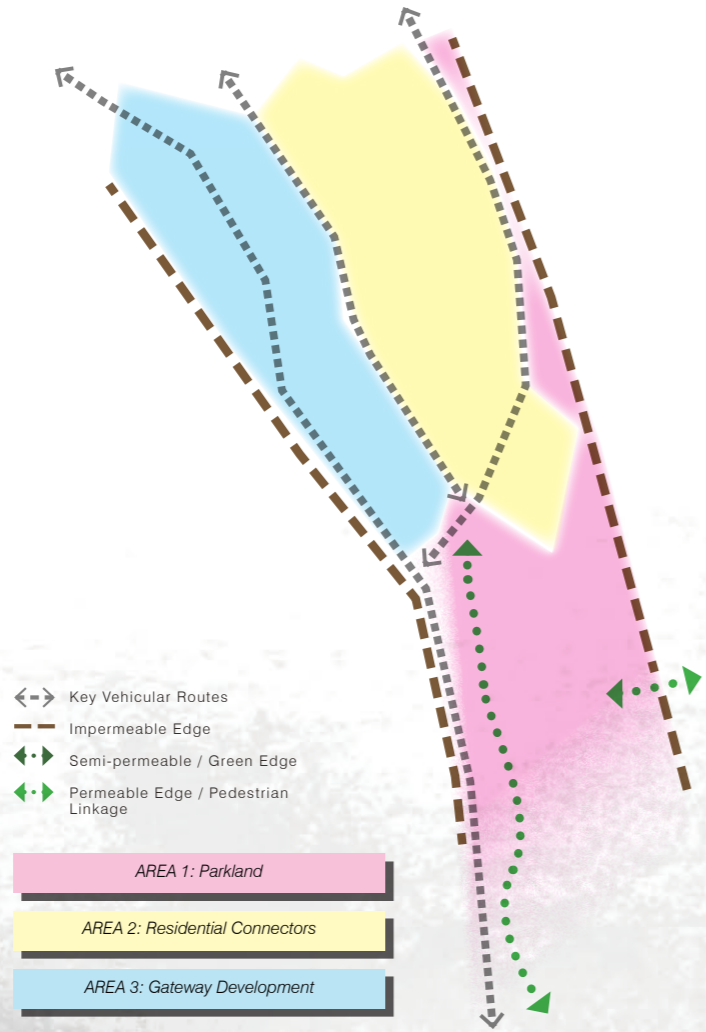 Key Vehicular Routes
Impermeable Edge
Semi-permeable / Green Edge
Permeable Edge / Pedestrian
Linkage
AREA 1: Parkland
AREA 2: Residential Connectors
AREA 3: Gateway Development